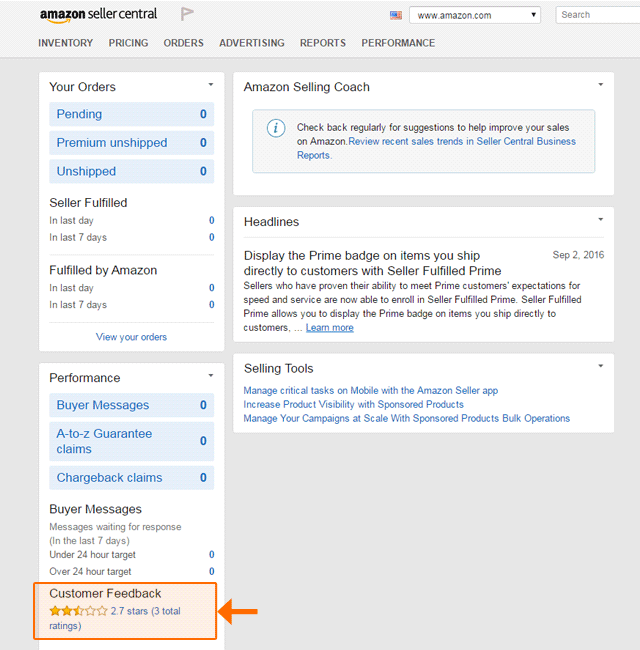 amazon seller central
www.amazon.com
Search
INVENTORY PRICING ORDERS ADVERTISING REPORTS PERFORMANCE
Your Orders
Pending 0
Premium unshipped 0
Unshipped 0
Seller Fulfilled
In last day 0
In last 7 days 0
Fulfilled by Amazon
In last day 0
In last 7 days 0
View your orders
Performance
Buyer Messages 0
A-to-z Guarantee
claims 0
Chargeback claims 0
Buyer Messages
Messages waiting for response
(In the last 7 days)
Under 24 hour target 0
Over 24 hour target 0
Customer Feedback
2.7 stars (3 total
ratings)
Amazon Selling Coach
Check back regularly for suggestions to help improve your sales
on Amazon.Review recent sales trends in Seller Central Business
Reports.
Headlines
Display the Prime badge on items you ship Sep 2, 2016
directly to customers with Seller Fulfilled Prime
Sellers who have proven their ability to meet Prime customers' expectations for
speed and service are now able to enroll in Seller Fulfilled Prime. Seller Fulfilled
Prime allows you to display the Prime badge on items you ship directly to
customers, ... Learn more
Selling Tools
Manage critical tasks on Mobile with the Amazon Seller app
Increase Product Visibility with Sponsored Products
Manage Your Campaigns at Scale With Sponsored Products Bulk Operations